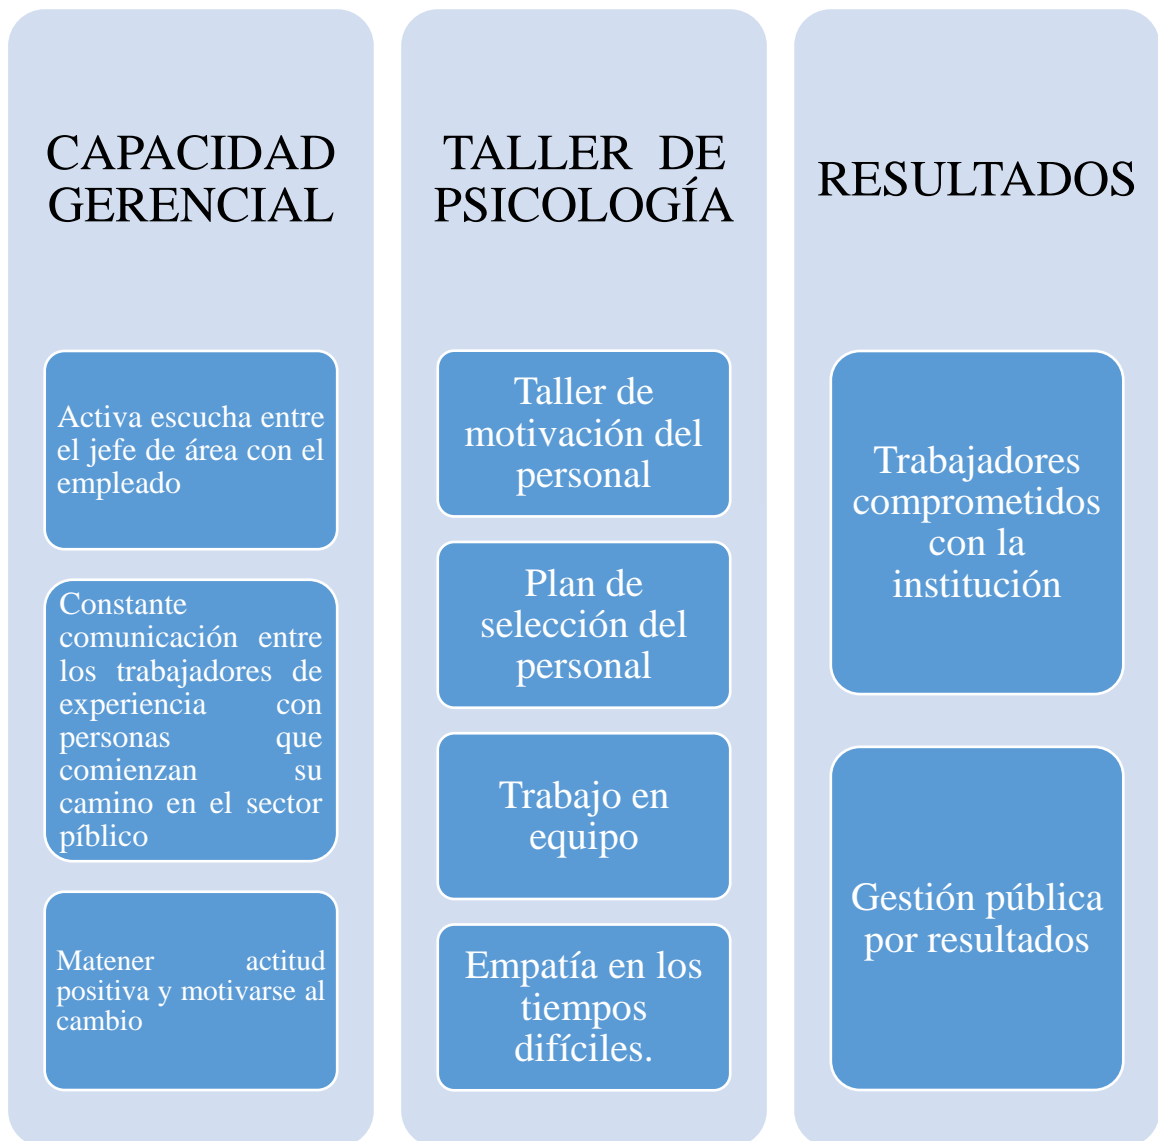 CAPACIDAD
GERENCIAL
Activa escucha entre
el jefe de área con el
empleado
Constante
comunicación entre
los trabajadores de
experiencia con
personas que
comienzan su
camino en el sector
píblico
Matener actitud
positiva y motivarse al
cambio
TALLER DE
PSICOLOGÍA
Taller de
motivación del
personal
Plan de
selección del
personal
Trabajo en
equipo
Empatía en los
tiempos
difíciles.
RESULTADOS
Trabajadores
comprometidos
con la
institución
Gestión pública
por resultados